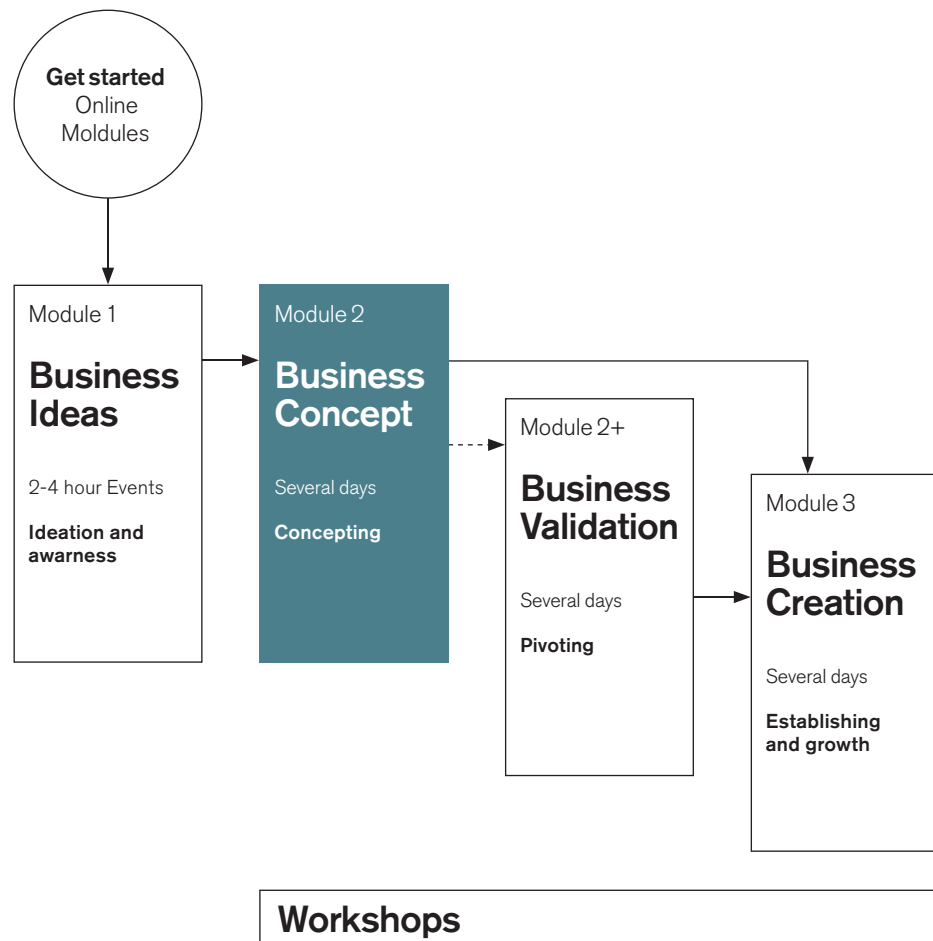 Get started
Online
Moldules
Module 1
Business
Ideas
2-4 hour Events
Ideation and
awarness
Module 2
Business
Concept
Several days
Concepting
Module 2+
Business
Validation
Several days
Pivoting
Module 3
Business
Creation
Several days
Establishing
and growth
Workshops